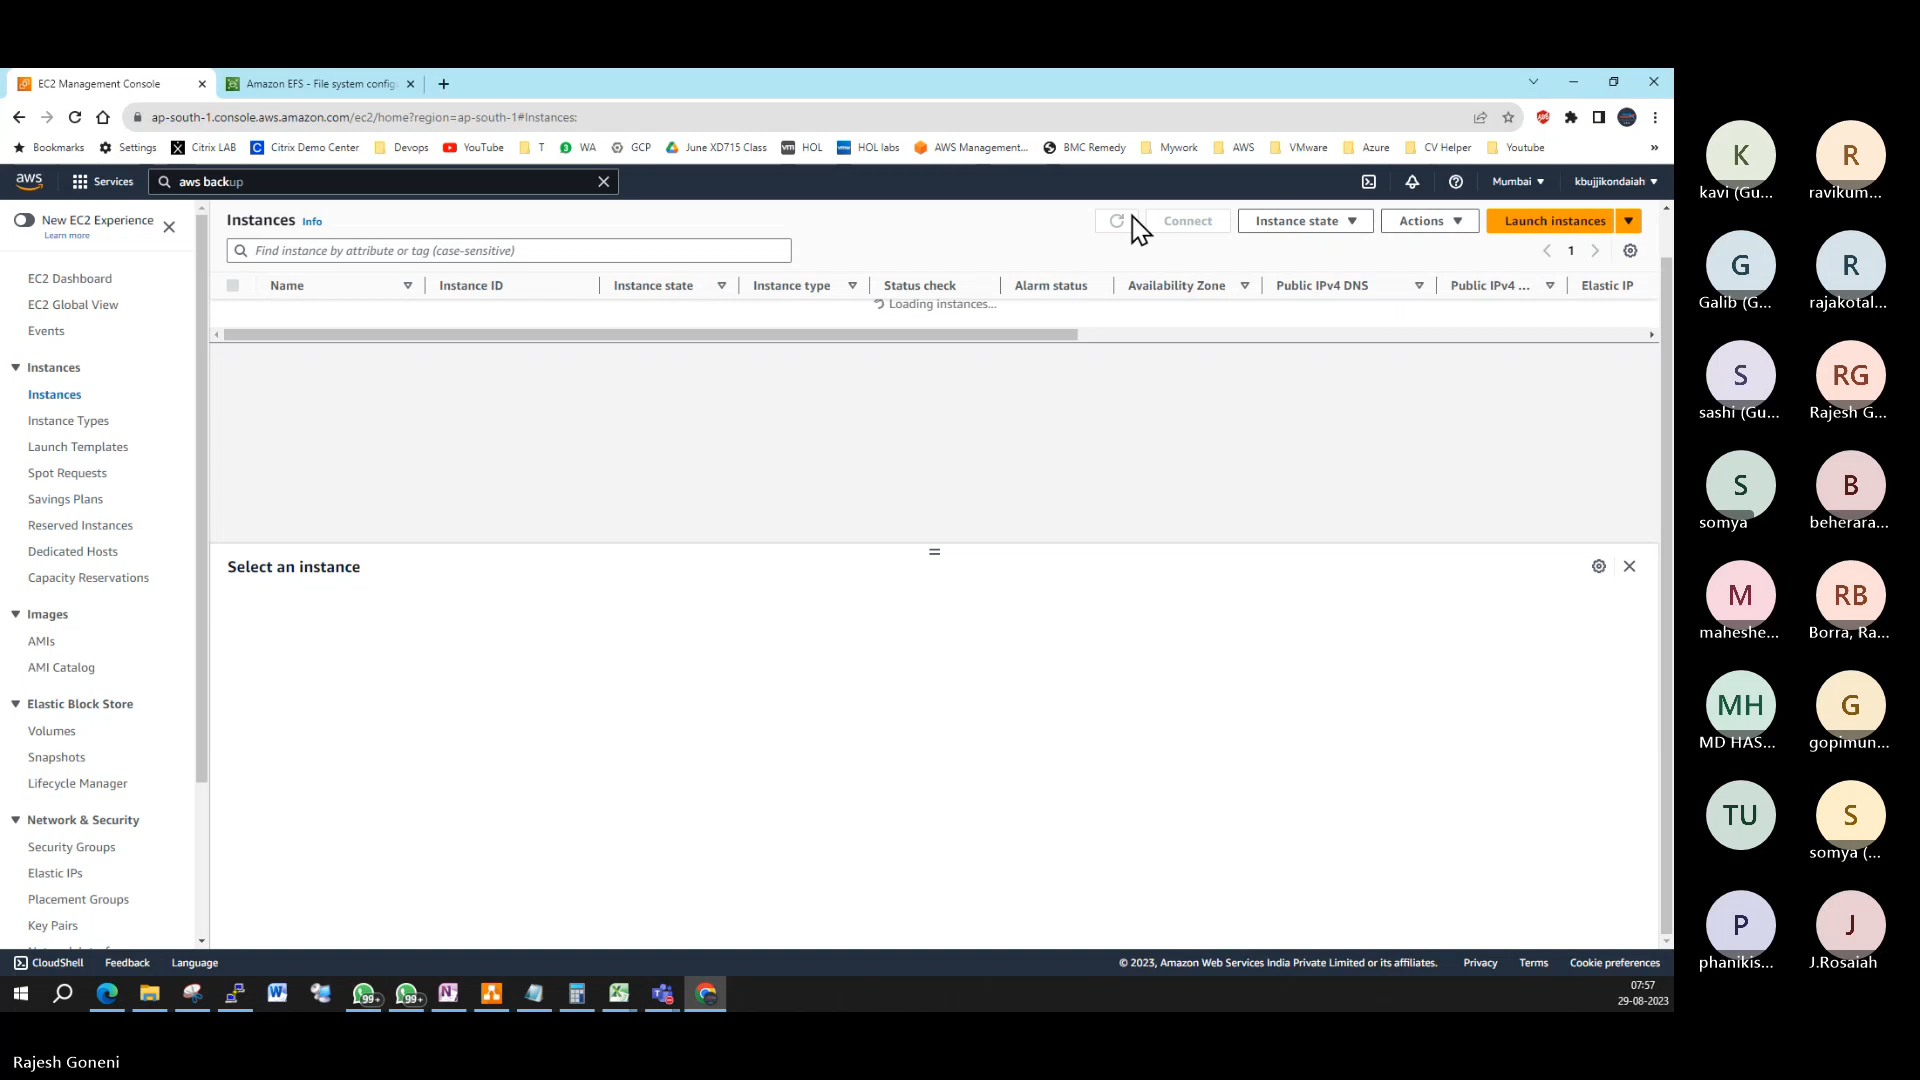 EC2 Management Console
Amazon EFS - File system config
ap-south-1.console.aws.amazon.com/ec2/home?region=ap-south-1#Instances:
Bookmarks Settings Citrix LAB Citrix Demo Center Devops YouTube T WA GCP June XD715 Class HOL HOL labs AWS Management... BMC Remedy Mywork AWS VMware Azure CV Helper Youtube »
aws Services aws backup Mumbai kbujjikondaiah
New EC2 Experience
Learn more
EC2 Dashboard
EC2 Global View
Events
Instances
Instances
Instance Types
Launch Templates
Spot Requests
Savings Plans
Reserved Instances
Dedicated Hosts
Capacity Reservations
Images
AMIs
AMI Catalog
Elastic Block Store
Volumes
Snapshots
Lifecycle Manager
Network & Security
Security Groups
Elastic IPs
Placement Groups
Key Pairs
Instances Info
Connect Instance state Actions Launch instances
Find instance by attribute or tag (case-sensitive)
1
Name Instance ID Instance state Instance type Status check Alarm status Availability Zone Public IPv4 DNS Public IPv4 ... Elastic IP
Loading instances...
Select an instance
CloudShell Feedback Language © 2023, Amazon Web Services India Private Limited or its affiliates. Privacy Terms Cookie preferences
99+ 99+
07:57
29-08-2023
K R
kavi (Gu... ravikum...
G R
Galib (G... rajakotal...
S RG
sashi (Gu... Rajesh G...
S B
somya beherara...
M RB
maheshe... Borra, Ra...
MH G
MD HAS... gopimun...
TU S
somya (...
P J
phanikis... J.Rosaiah
Rajesh Goneni